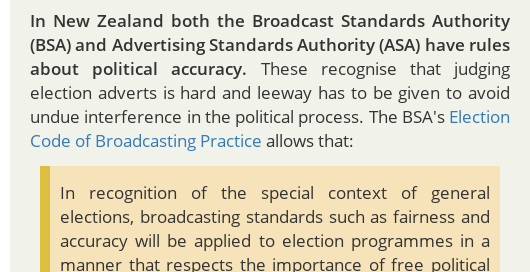 In New Zealand both the Broadcast Standards Authority
(BSA) and Advertising Standards Authority (ASA) have rules
about political accuracy. These recognise that judging
election adverts is hard and leeway has to be given to avoid
undue interference in the political process. The BSA's Election
Code of Broadcasting Practice allows that:
In recognition of the special context of general
elections, broadcasting standards such as fairness and
accuracy will be applied to election programmes in a
manner that respects the importance of free political